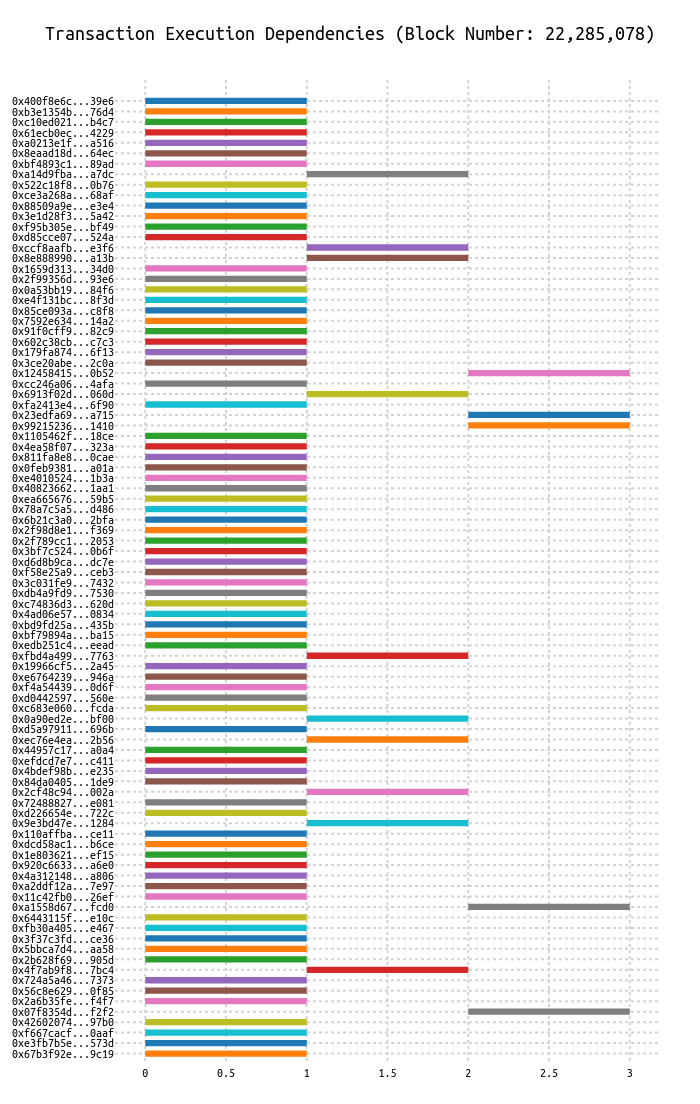 Transaction Execution Dependencies (Block Number: 22,285,078)
0x400f8e6c...39e6
0xb3e1354b...76d4
0xc10ed021...b4c7
0x61ecb0ec...4229
0xa0213e1f...a516
0x8eaad18d...64ec
0xbf4893c1...89ad
0xa14d9fba...a7dc
0x522c18f8...0b76
0xce3a268a...68af
0x88509a9e...e3e4
0x3e1d28f3...5a42
0xf95b305e...bf49
0xd85cce07...524a
0xccf8aafb...e3f6
0x8e888990...a13b
0x1659d313...34d0
0x2f99356d...93e6
0x0a53bb19...84f6
0xe4f131bc...8f3d
0x85ce093a...c8f8
0x7592e634...14a2
0x91f0cff9...82c9
0x602c38cb...c7c3
0x179fa874...6f13
0x3ce20abe...2c0a
0x12458415...0b52
0xcc246a06...4afa
0x6913f02d...060d
0xfa2413e4...6f90
0x23edfa69...a715
0x99215236...1410
0x1105462f...18ce
0x4ea58f07...323a
0x811fa8e8...0cae
0x0feb9381...a01a
0xe4010524...1b3a
0x40823662...1aa1
0xea665676...59b5
0x78a7c5a5...d486
0x6b21c3a0...2bfa
0x2f98d8e1...f369
0x2f789cc1...2053
0x3bf7c524...0b6f
0xd6d8b9ca...dc7e
0xf58e25a9...ceb3
0x3c031fe9...7432
0xdb4a9fd9...7530
0xc74836d3...620d
0x4ad06e57...0834
0xbd9fd25a...435b
0xbf79894a...ba15
0xedb251c4...eead
0xfbd4a499...7763
0x19966cf5...2a45
0xe6764239...946a
0xf4a54439...0d6f
0xd0442597...560e
0xc683e060...fcda
0x0a90ed2e...bf00
0xd5a97911...696b
0xec76e4ea...2b56
0x44957c17...a0a4
0xefdcd7e7...c411
0x4bdef98b...e235
0x84da0405...1de9
0x2cf48c94...002a
0x72488827...e081
0xd226654e...722c
0x9e3bd47e...1284
0x110affba...ce11
0xdcd58ac1...b6ce
0x1e803621...ef15
0x920c6633...a6e0
0x4a312148...a806
0xa2ddf12a...7e97
0x11c42fb0...26ef
0xa1558d67...fcd0
0x6443115f...e10c
0xfb30a405...e467
0x3f37c3fd...ce36
0x5bbca7d4...aa58
0x2b628f69...905d
0x4f7ab9f8...7bc4
0x724a5a46...7373
0x56c8e629...0f85
0x2a6b35fe...f4f7
0x07f8354d...f2f2
0x42602074...97b0
0xf667cacf...0aaf
0xe3fb7b5e...573d
0x67b3f92e...9c19
0 0.5 1 1.5 2 2.5 3